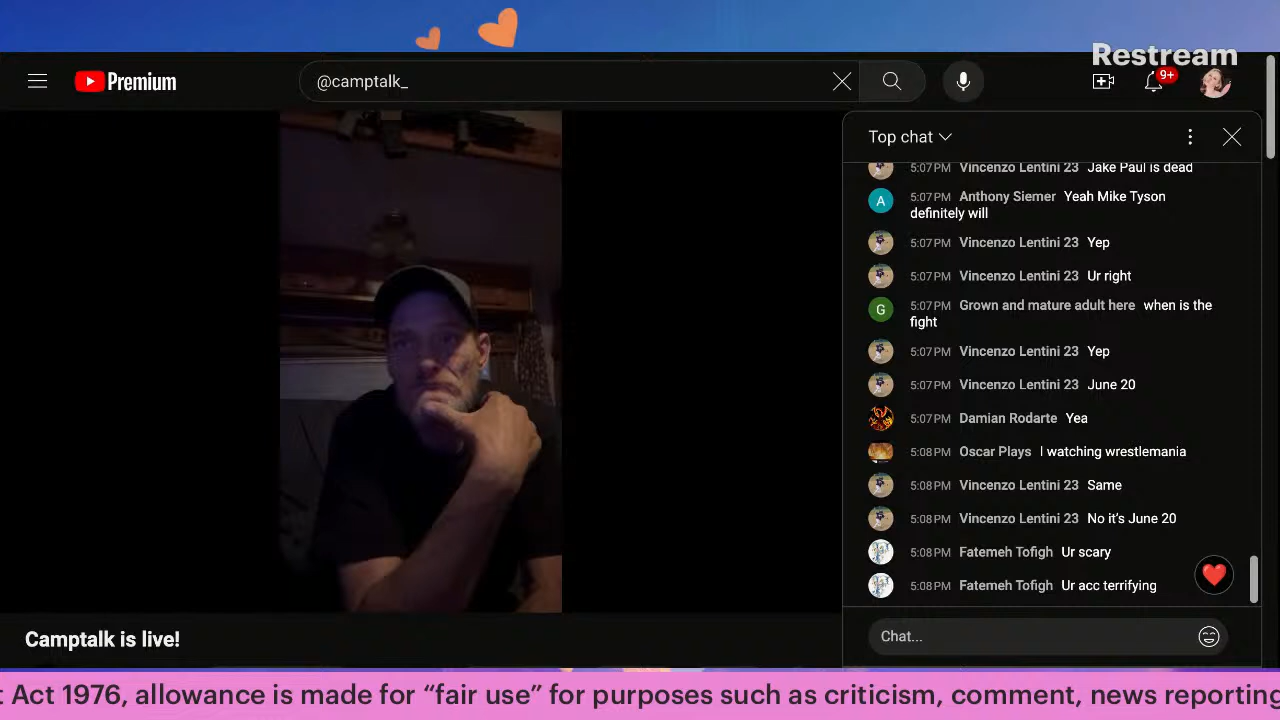 Restream
Premium
@camptalk_
9+
Top chat
5:07 PM Vincenzo Lentini 23 Jake Paul is dead
A 5:07 PM Anthony Siemer Yeah Mike Tyson
definitely will
5:07 PM Vincenzo Lentini 23 Yep
5:07 PM Vincenzo Lentini 23 Ur right
G 5:07 PM Grown and mature adult here when is the
fight
5:07 PM Vincenzo Lentini 23 Yep
5:07 PM Vincenzo Lentini 23 June 20
5:07 PM Damian Rodarte Yea
5:08 PM Oscar Plays I watching wrestlemania
5:08 PM Vincenzo Lentini 23 Same
5:08 PM Vincenzo Lentini 23 No it's June 20
5:08 PM Fatemeh Tofigh Ur scary
5:08 PM Fatemeh Tofigh Ur acc terrifying
Chat...
Camptalk is live!
t Act 1976, allowance is made for “fair use” for purposes such as criticism, comment, news reporting